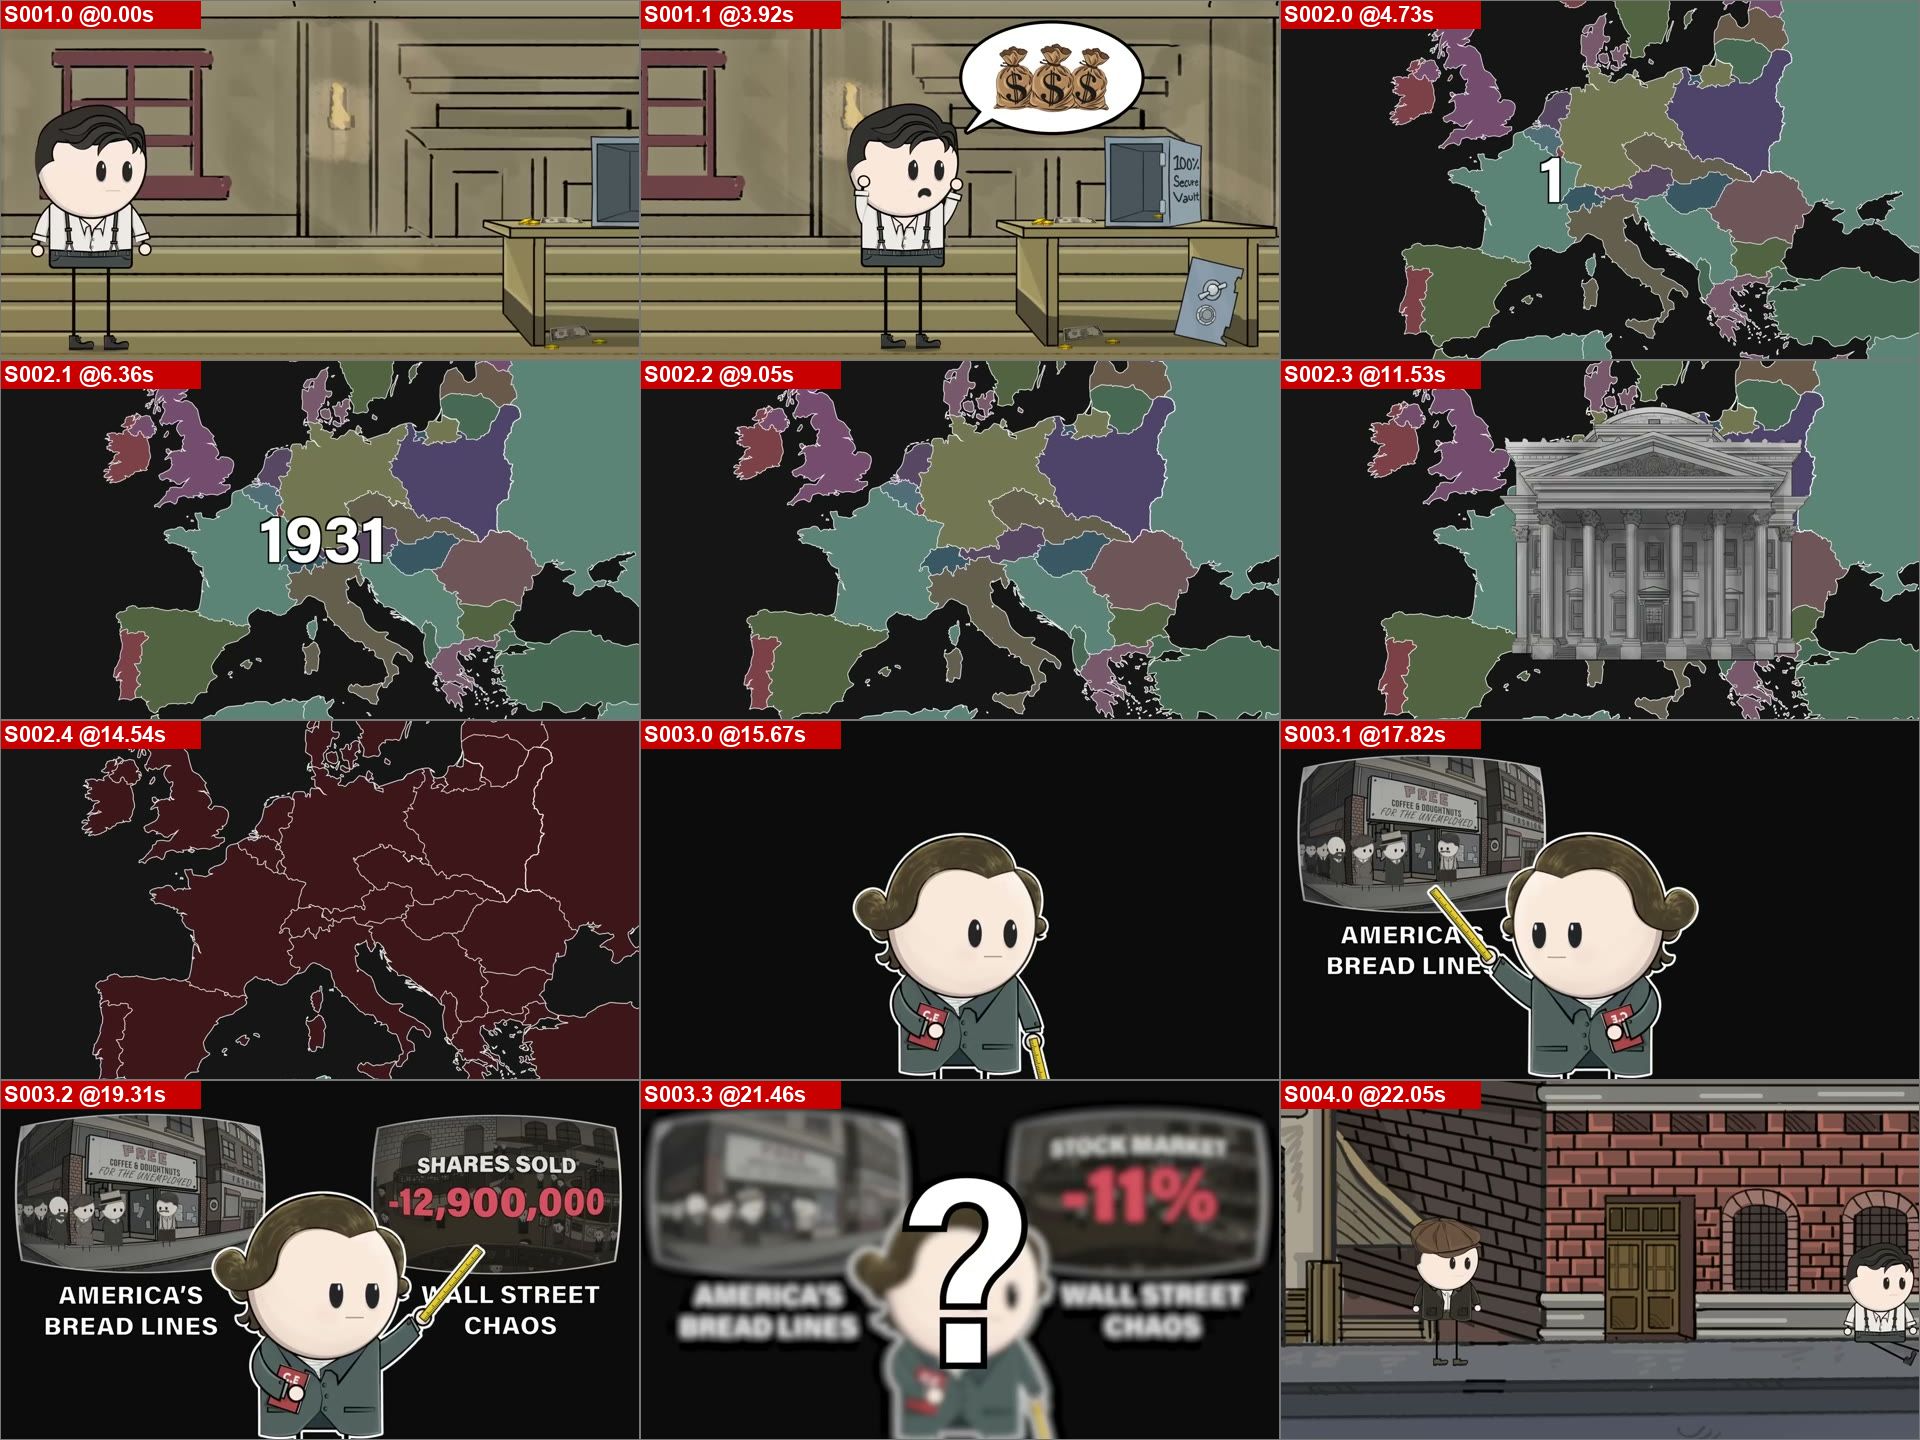 S001.0 @0.00s
S001.1 @3.92s
$ $ $
100%
Secure
Vault
S002.0 @4.73s
1
S002.1 @6.36s
1931
S002.2 @9.05s
S002.3 @11.53s
S002.4 @14.54s
S003.0 @15.67s
C.E
S003.1 @17.82s
FREE
COFFEE & DOUGHTNUTS
FOR THE UNEMPLOYED
FASHION
AMERICA'S
BREAD LINES
C.E
S003.2 @19.31s
FREE
COFFEE & DOUGHTNUTS
FOR THE UNEMPLOYED
FASHION
AMERICA'S
BREAD LINES
SHARES SOLD
-12,900,000
WALL STREET
CHAOS
C.E
S003.3 @21.46s
STOCK MARKET
-11%
?
AMERICA'S
BREAD LINES
WALL STREET
CHAOS
S004.0 @22.05s